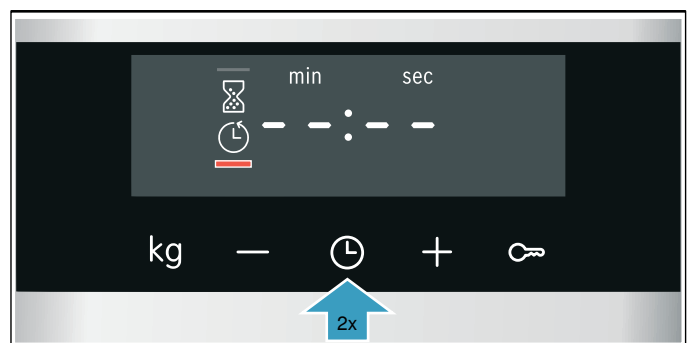 min sec
--:--
kg − +
2x